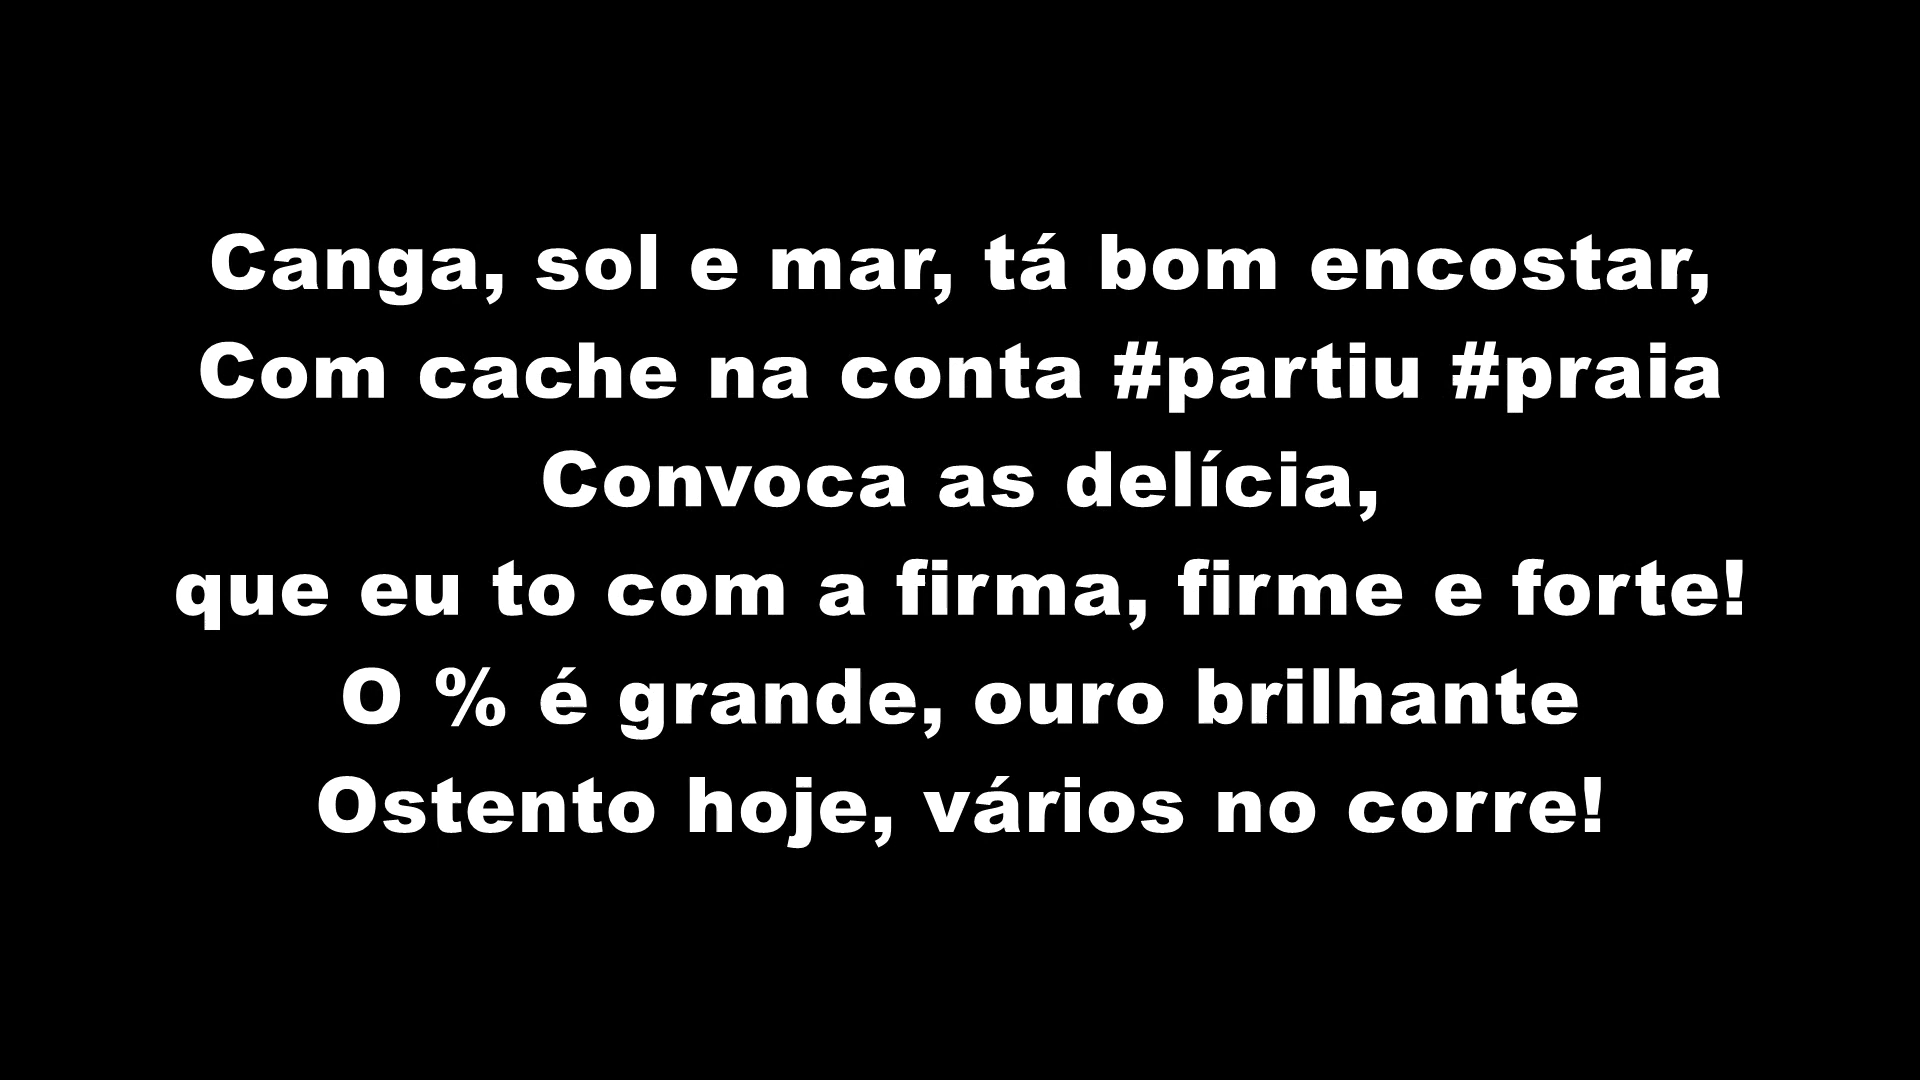 Canga, sol e mar, tá bom encostar,
Com cache na conta #partiu #praia
Convoca as delícia,
que eu to com a firma, firme e forte!
O % é grande, ouro brilhante
Ostento hoje, vários no corre!